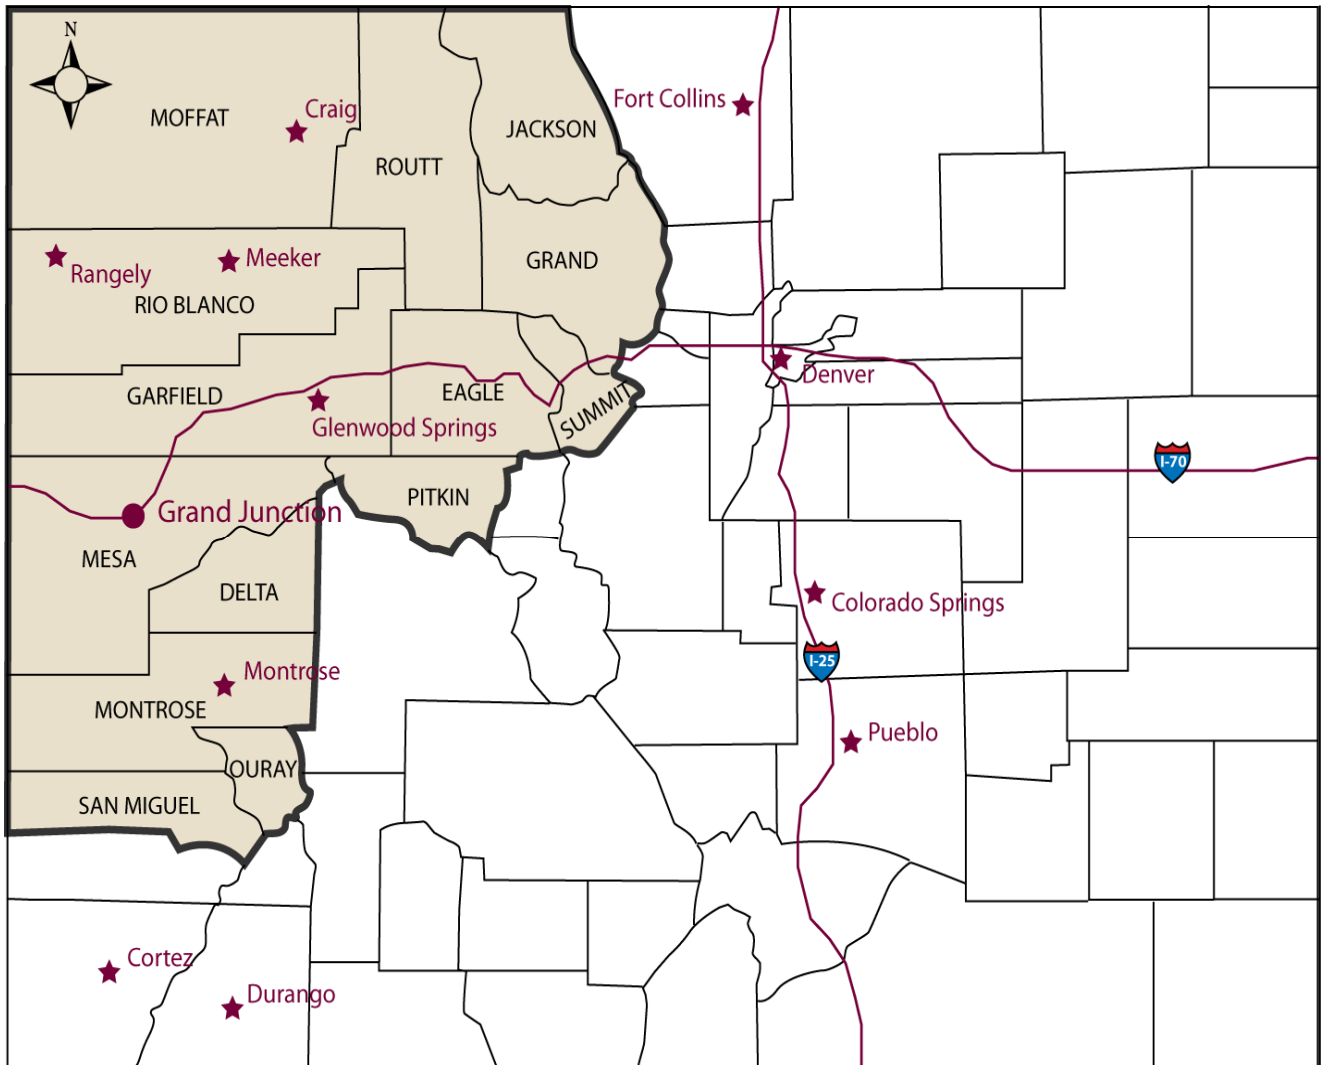 N
Fort Collins
Craig
MOFFAT
JACKSON
ROUTT
Meeker
Rangely
GRAND
RIO BLANCO
Denver
GARFIELD
EAGLE
SUMMIT
Glenwood Springs
I-70
PITKIN
Grand Junction
MESA
DELTA
Colorado Springs
I-25
Montrose
MONTROSE
Pueblo
OURAY
SAN MIGUEL
Cortez
Durango